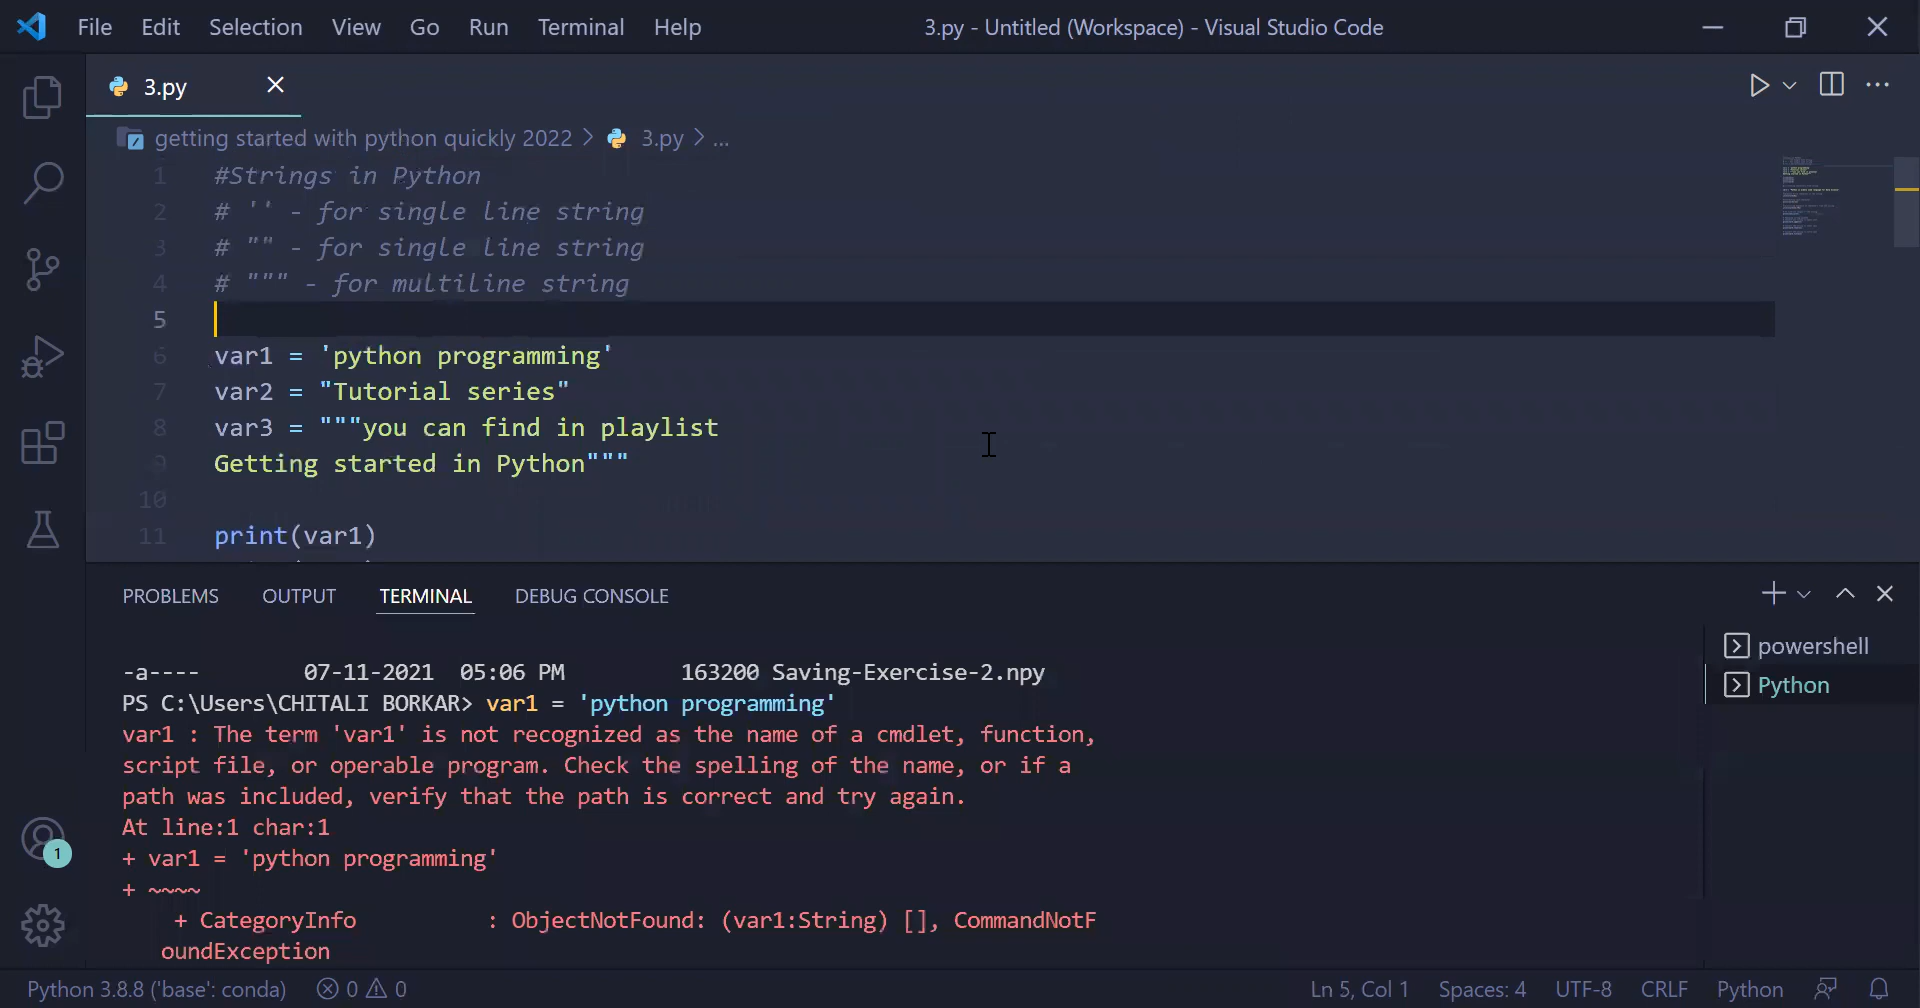 File Edit Selection View Go Run Terminal Help 3.py - Untitled (Workspace) - Visual Studio Code
3.py
getting started with python quickly 2022 > 3.py > ...
1 #Strings in Python
2 # '' - for single line string
3 # "" - for single line string
4 # """ - for multiline string
5
6 var1 = 'python programming'
7 var2 = "Tutorial series"
8 var3 = """you can find in playlist
9 Getting started in Python"""
10
11 print(var1)
PROBLEMS OUTPUT TERMINAL DEBUG CONSOLE
powershell
Python
-a---- 07-11-2021 05:06 PM 163200 Saving-Exercise-2.npy
PS C:\Users\CHITALI BORKAR> var1 = 'python programming'
var1 : The term 'var1' is not recognized as the name of a cmdlet, function,
script file, or operable program. Check the spelling of the name, or if a
path was included, verify that the path is correct and try again.
At line:1 char:1
+ var1 = 'python programming'
+ ~~~~
+ CategoryInfo : ObjectNotFound: (var1:String) [], CommandNotF
oundException
1
Python 3.8.8 ('base': conda) 0 0 Ln 5, Col 1 Spaces: 4 UTF-8 CRLF Python